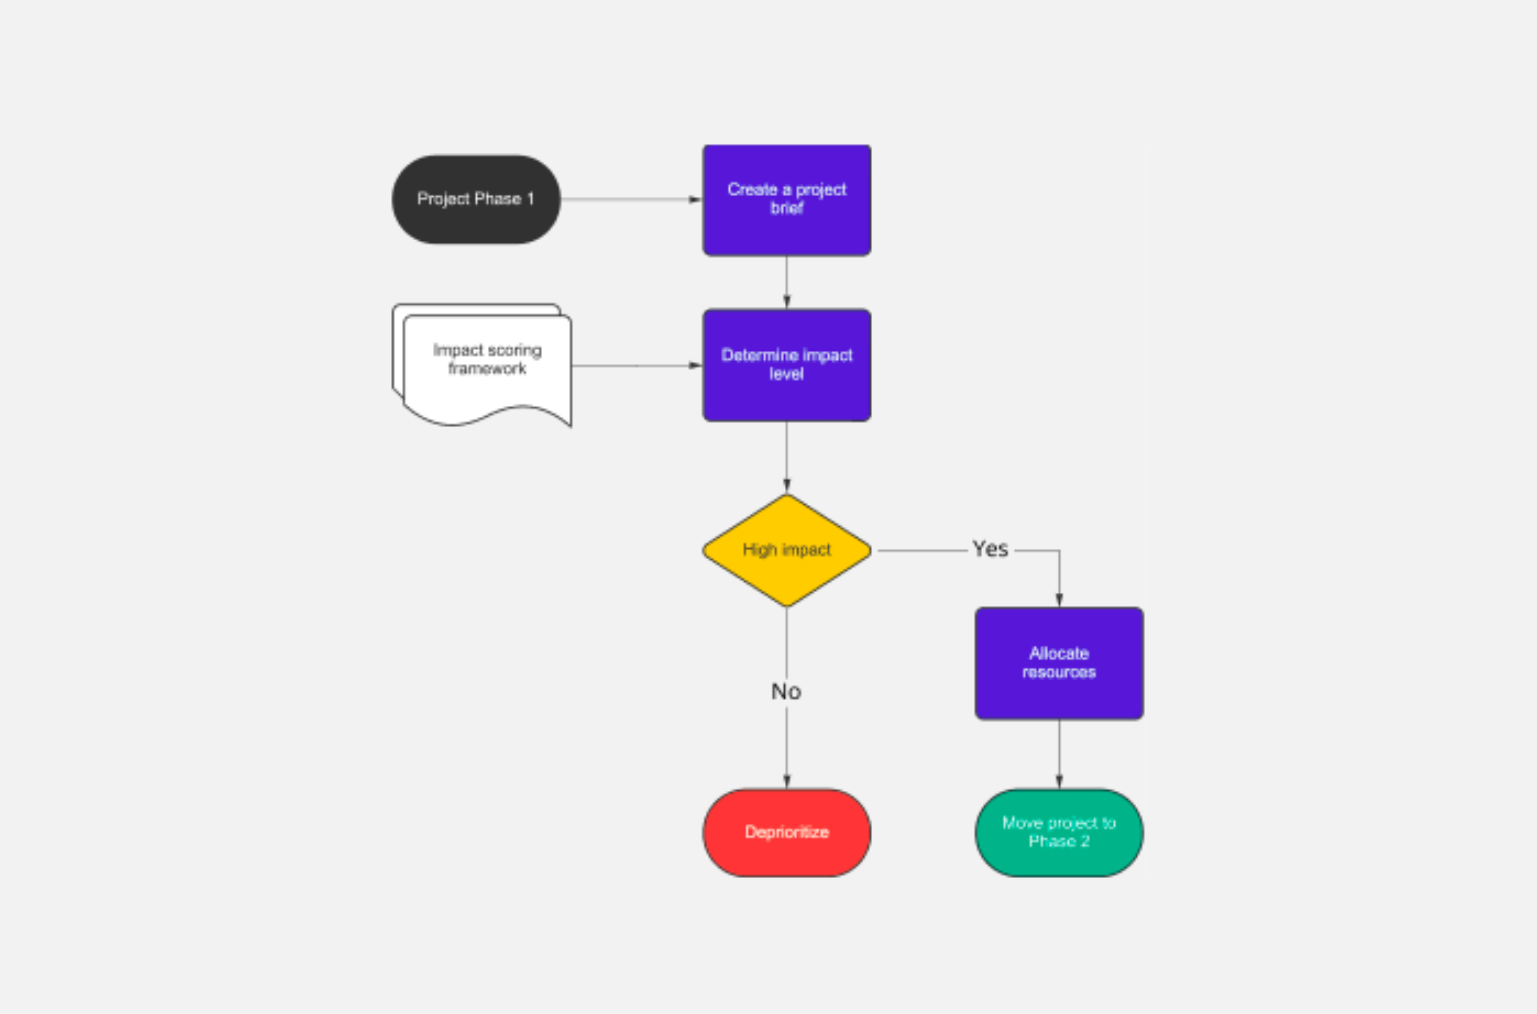 Project Phase 1
Create a project
brief
Impact scoring
framework
Determine impact
level
High impact
Yes
Allocate
resources
No
Deprioritize
Move project to
Phase 2